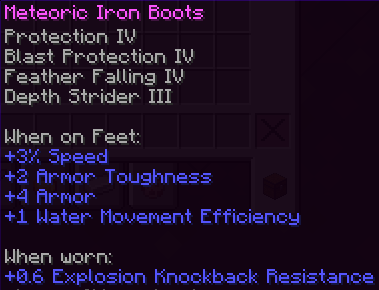 Meteoric Iron Boots
Protection IV
Blast Protection IV
Feather Falling IV
Depth Strider III
When on Feet:
+3% Speed
+2 Armor Toughness
+4 Armor
+1 Water Movement Efficiency
When worn:
+0.6 Explosion Knockback Resistance